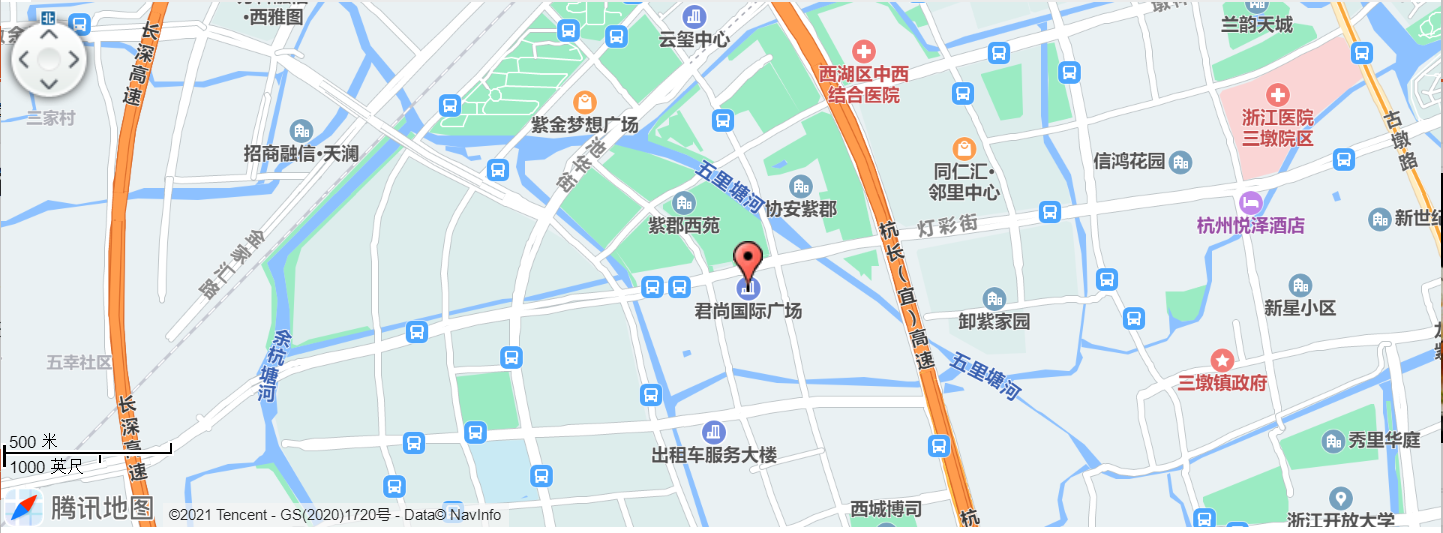 ·西雅图
云玺中心
兰韵天城
北
长深高速
西湖区中西
结合医院
三家村
紫金梦想广场
招商融信·天澜
池华街
浙江医院
三墩院区
古墩路
同仁汇·
邻里中心
信鸿花园
五里塘河
协安紫郡
紫郡西苑
杭州悦泽酒店
新世纪
灯彩街
金家汇路
杭长(宜)高速
君尚国际广场
卸紫家园
新星小区
余杭塘河
五幸社区
五里塘河
三墩镇政府
长深高速
500 米
1000 英尺
出租车服务大楼
秀里华庭
西城博司
杭
浙江开放大学
腾讯地图
©2021 Tencent - GS(2020)1720号 - Data© NavInfo